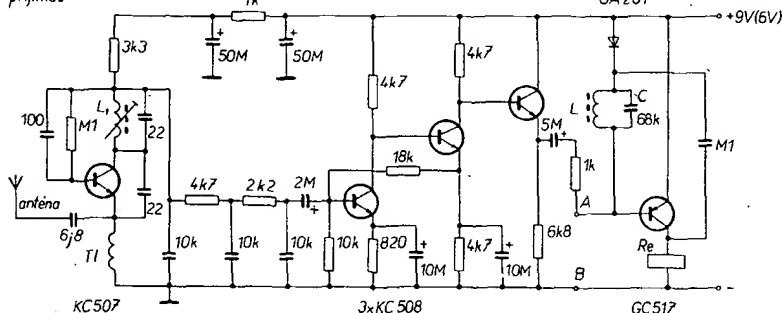 přijímač
1k
GA201
+9V(6V)
3k3
50M
50M
4k7
4k7
100
M1
L₁
22
22
anténa
6j8
Tl
4k7
2k2
2M
18k
10k
10k
10k
10k
820
10M
4k7
10M
5M
1k
6k8
A
B
L
C
68k
M1
Re
-
KC507
3xKC508
GC517